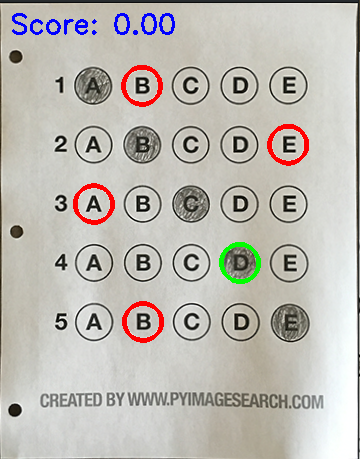 Score: 0.00
1 A B C D E
2 A B C D E
3 A B C D E
4 A B C D E
5 A B C D E
CREATED BY WWW.PYIMAGESEARCH.COM